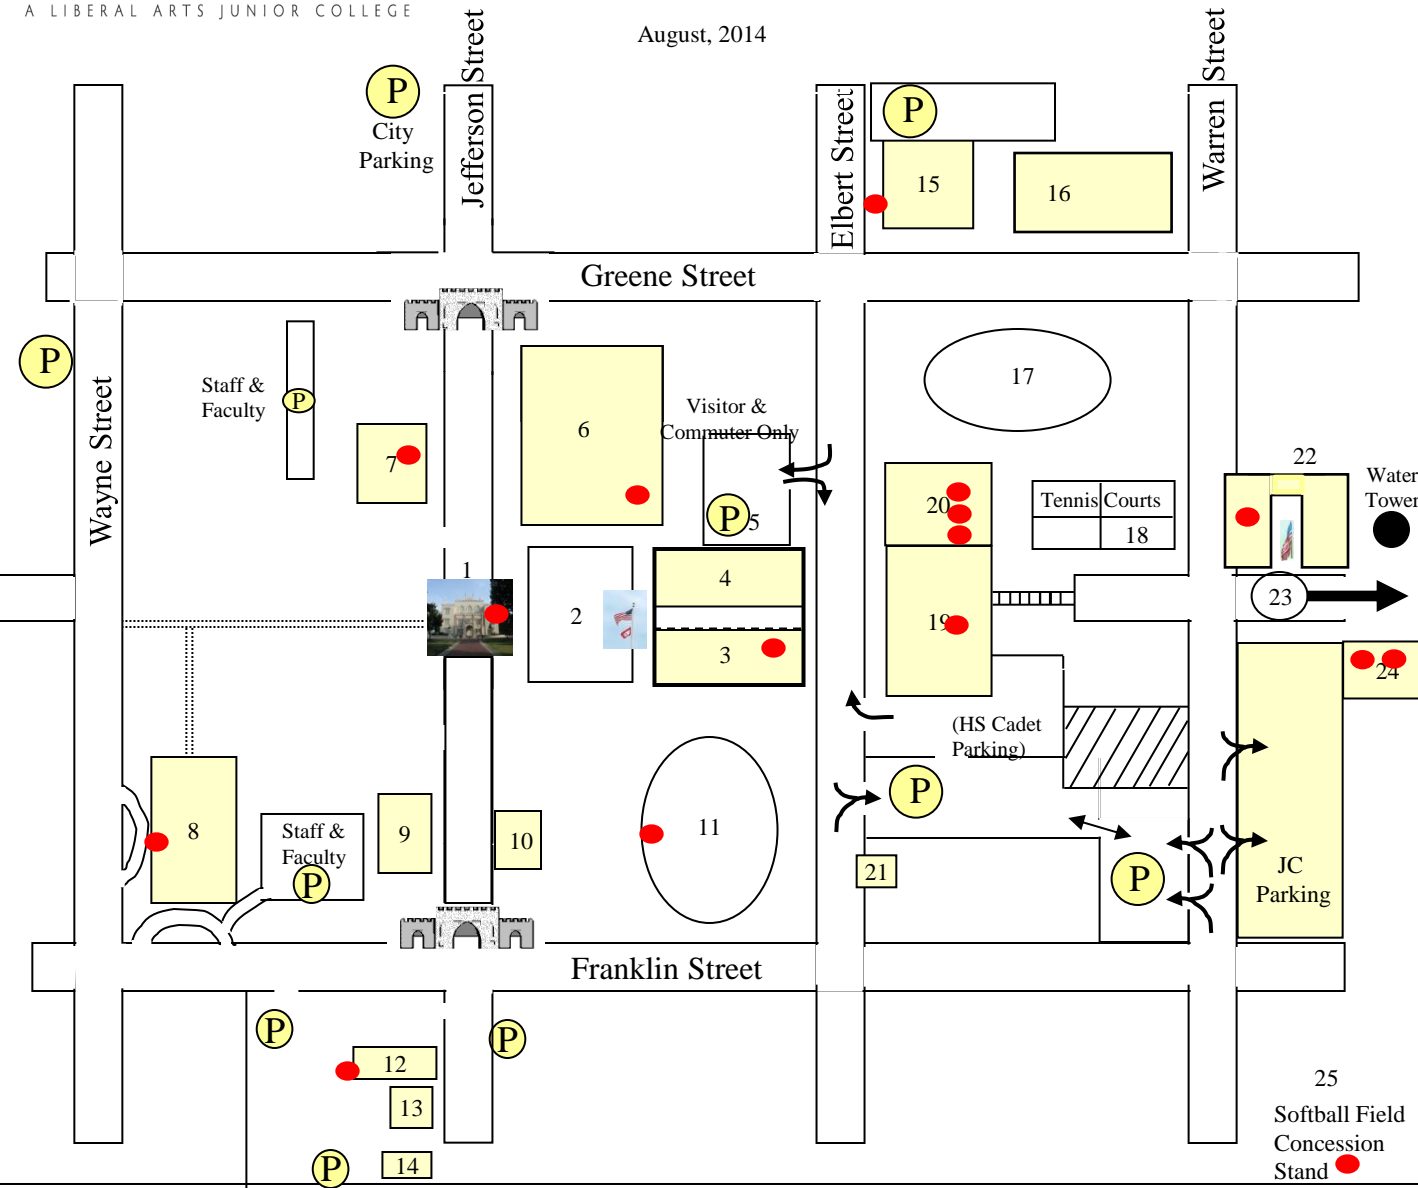 A LIBERAL ARTS JUNIOR COLLEGE
August, 2014
Jefferson Street
Elbert Street
Warren Street
P
City
Parking
P
15
16
Greene Street
P
Wayne Street
Staff &
Faculty
P
7
6
Visitor &
Commuter Only
P
5
17
20
Tennis Courts
18
22
Water
Tower
1
2
4
3
19
23
24
(HS Cadet
Parking)
P
8
Staff &
Faculty
P
9
10
11
21
P
JC
Parking
Franklin Street
P
P
12
13
14
P
25
Softball Field
Concession
Stand